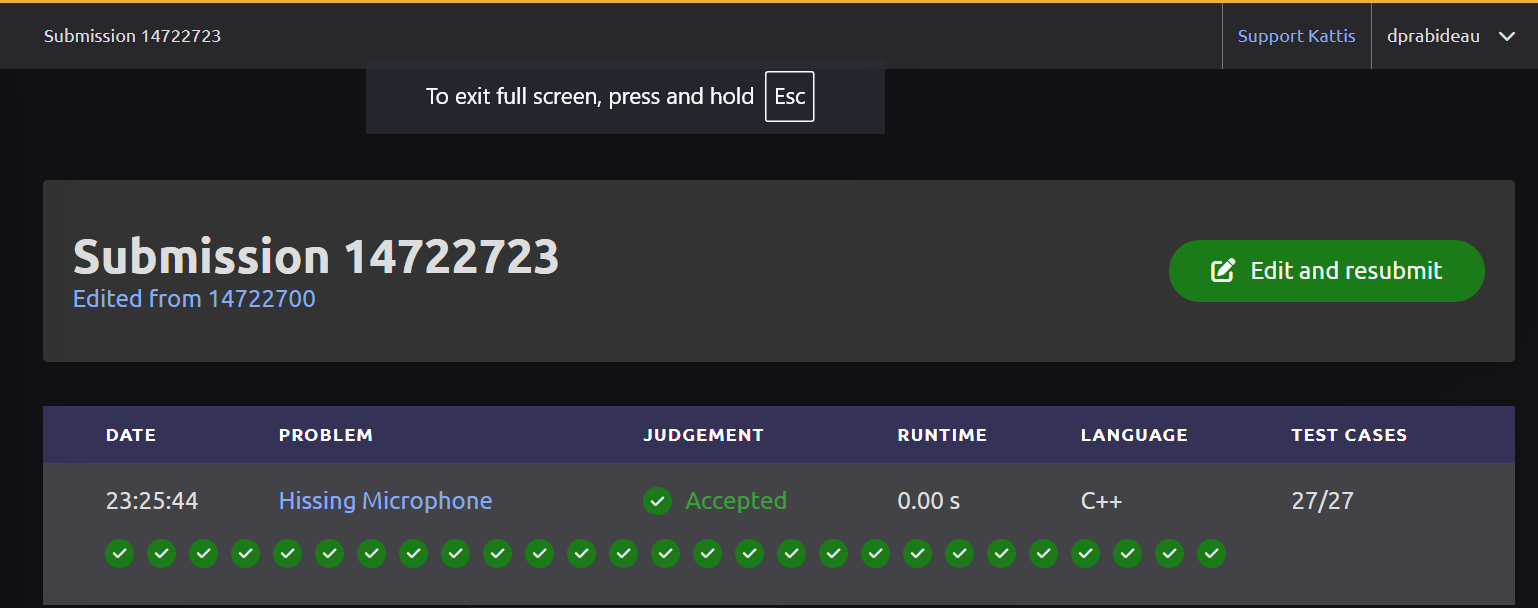 Submission 14722723
Support Kattis
dprabideau
To exit full screen, press and hold Esc
Submission 14722723
Edited from 14722700
Edit and resubmit
DATE PROBLEM JUDGEMENT RUNTIME LANGUAGE TEST CASES
23:25:44 Hissing Microphone Accepted 0.00 s C++ 27/27